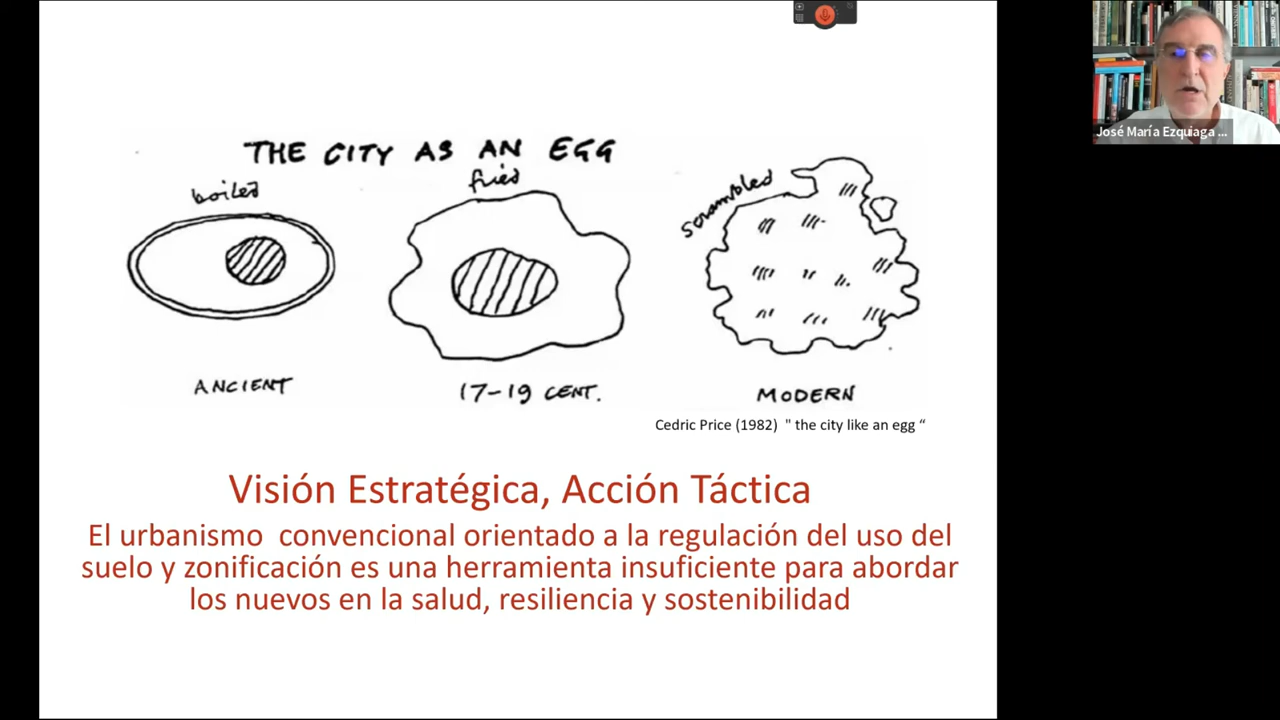 THE CITY AS AN EGG
boiled
fried
scrambled
ANCIENT
17-19 CENT.
MODERN
Cedric Price (1982) " the city like an egg “
Visión Estratégica, Acción Táctica
El urbanismo convencional orientado a la regulación del uso del
suelo y zonificación es una herramienta insuficiente para abordar
los nuevos en la salud, resiliencia y sostenibilidad
José María Ezquiaga ...